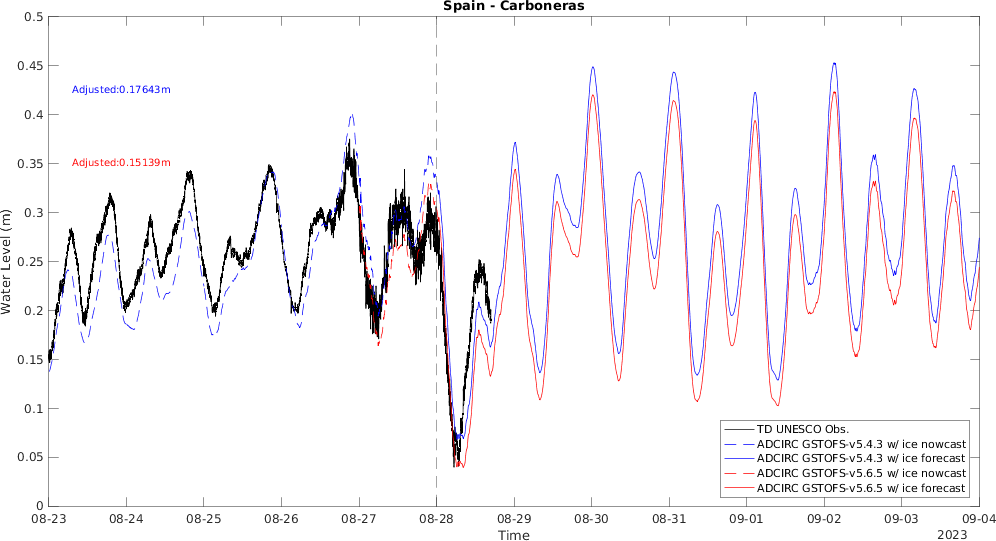 Spain - Carboneras
0.5
0.45
0.4
0.35
0.3
0.25
0.2
0.15
0.1
0.05
0
Water Level (m)
Adjusted:0.17643m
Adjusted:0.15139m
TD UNESCO Obs.
ADCIRC GSTOFS-v5.4.3 w/ ice nowcast
ADCIRC GSTOFS-v5.4.3 w/ ice forecast
ADCIRC GSTOFS-v5.6.5 w/ ice nowcast
ADCIRC GSTOFS-v5.6.5 w/ ice forecast
08-23 08-24 08-25 08-26 08-27 08-28 08-29 08-30 08-31 09-01 09-02 09-03 09-04
Time
2023